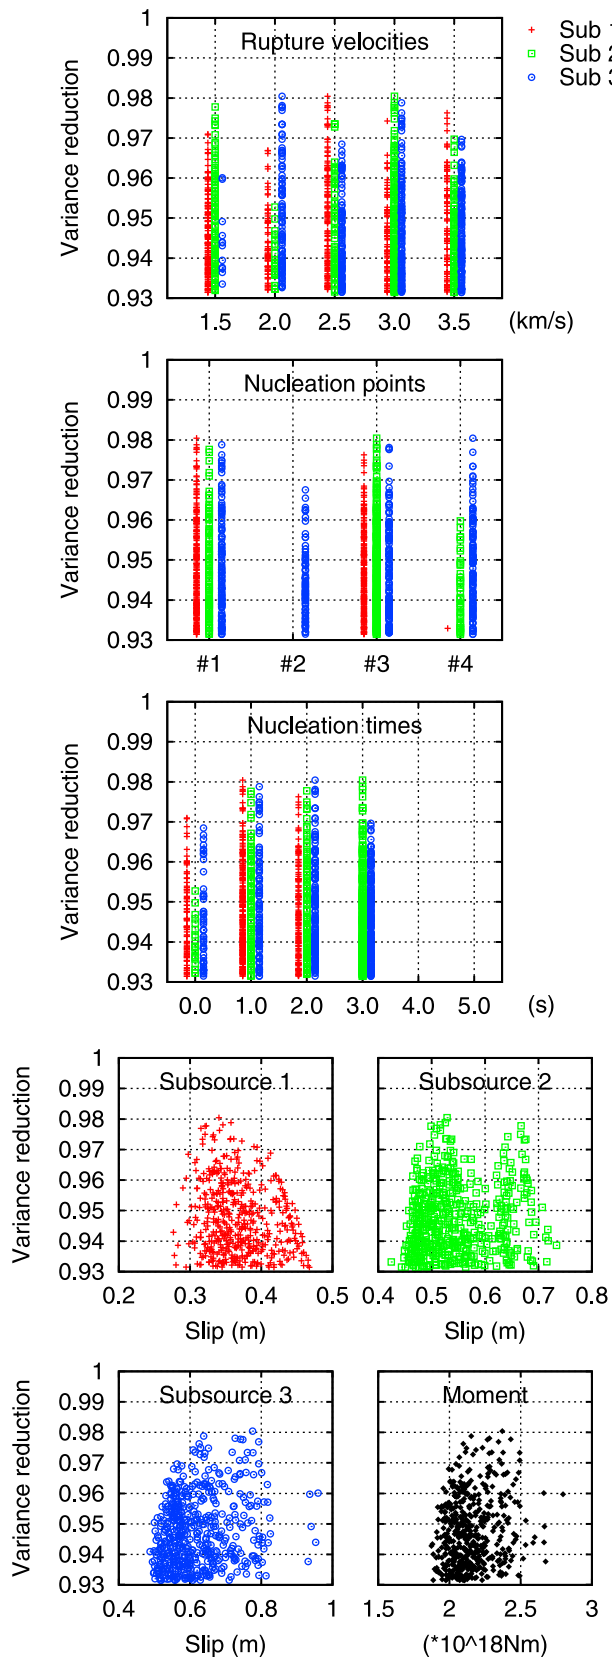 1
Rupture velocities
Sub 1
0.99
Sub 2
0.98
Sub 3
0.97
0.96
0.95
0.94
0.93
Variance reduction
1.5 2.0 2.5 3.0 3.5 (km/s)
1
Nucleation points
0.99
0.98
0.97
0.96
0.95
0.94
0.93
Variance reduction
#1 #2 #3 #4
1
Nucleation times
0.99
0.98
0.97
0.96
0.95
0.94
0.93
Variance reduction
0.0 1.0 2.0 3.0 4.0 5.0 (s)
1
Subsource 1 Subsource 2
0.99
0.98
0.97
0.96
0.95
0.94
0.93
Variance reduction
0.2 0.3 0.4 0.5 0.4 0.5 0.6 0.7 0.8
Slip (m) Slip (m)
1
Subsource 3 Moment
0.99
0.98
0.97
0.96
0.95
0.94
0.93
Variance reduction
0.4 0.6 0.8 1 1.5 2 2.5 3
Slip (m) (*10^18Nm)